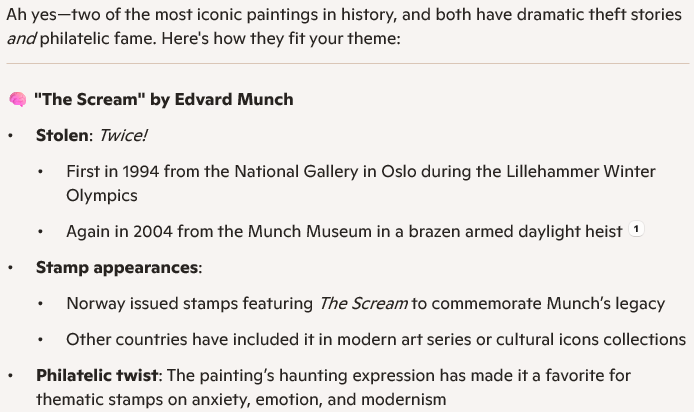 Ah yes—two of the most iconic paintings in history, and both have dramatic theft stories
and philatelic fame. Here's how they fit your theme:
🧠 "The Scream" by Edvard Munch
• Stolen: Twice!
• First in 1994 from the National Gallery in Oslo during the Lillehammer Winter
Olympics
• Again in 2004 from the Munch Museum in a brazen armed daylight heist 1
• Stamp appearances:
• Norway issued stamps featuring The Scream to commemorate Munch’s legacy
• Other countries have included it in modern art series or cultural icons collections
• Philatelic twist: The painting’s haunting expression has made it a favorite for
thematic stamps on anxiety, emotion, and modernism